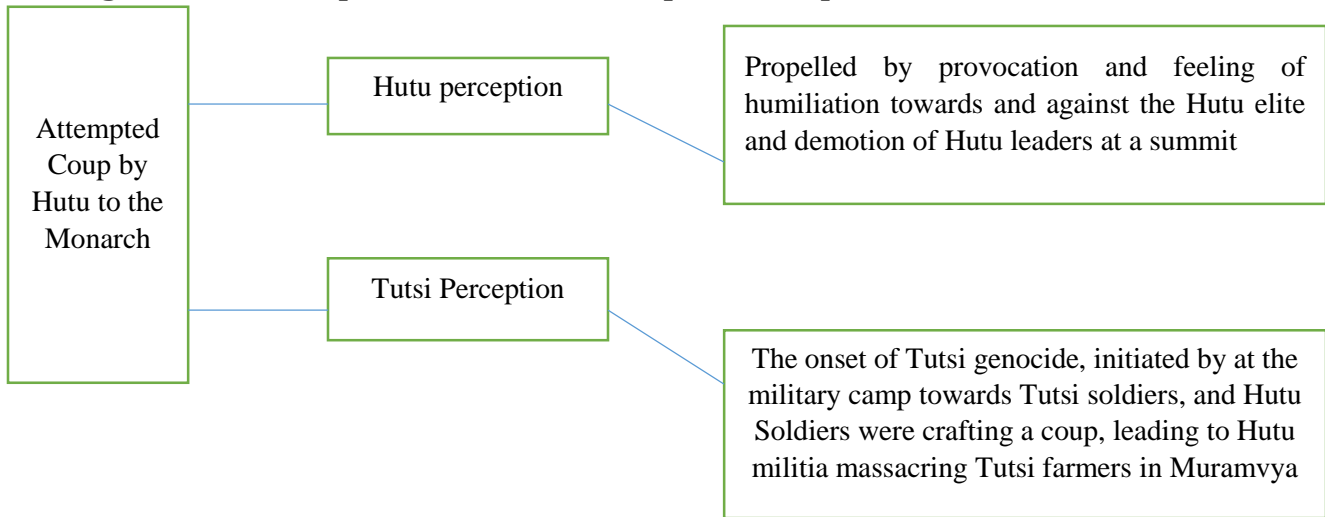 Attempted
Coup by
Hutu to the
Monarch
Hutu perception
Propelled by provocation and feeling of
humiliation towards and against the Hutu elite
and demotion of Hutu leaders at a summit
Tutsi Perception
The onset of Tutsi genocide, initiated by at the
military camp towards Tutsi soldiers, and Hutu
Soldiers were crafting a coup, leading to Hutu
militia massacring Tutsi farmers in Muramvya